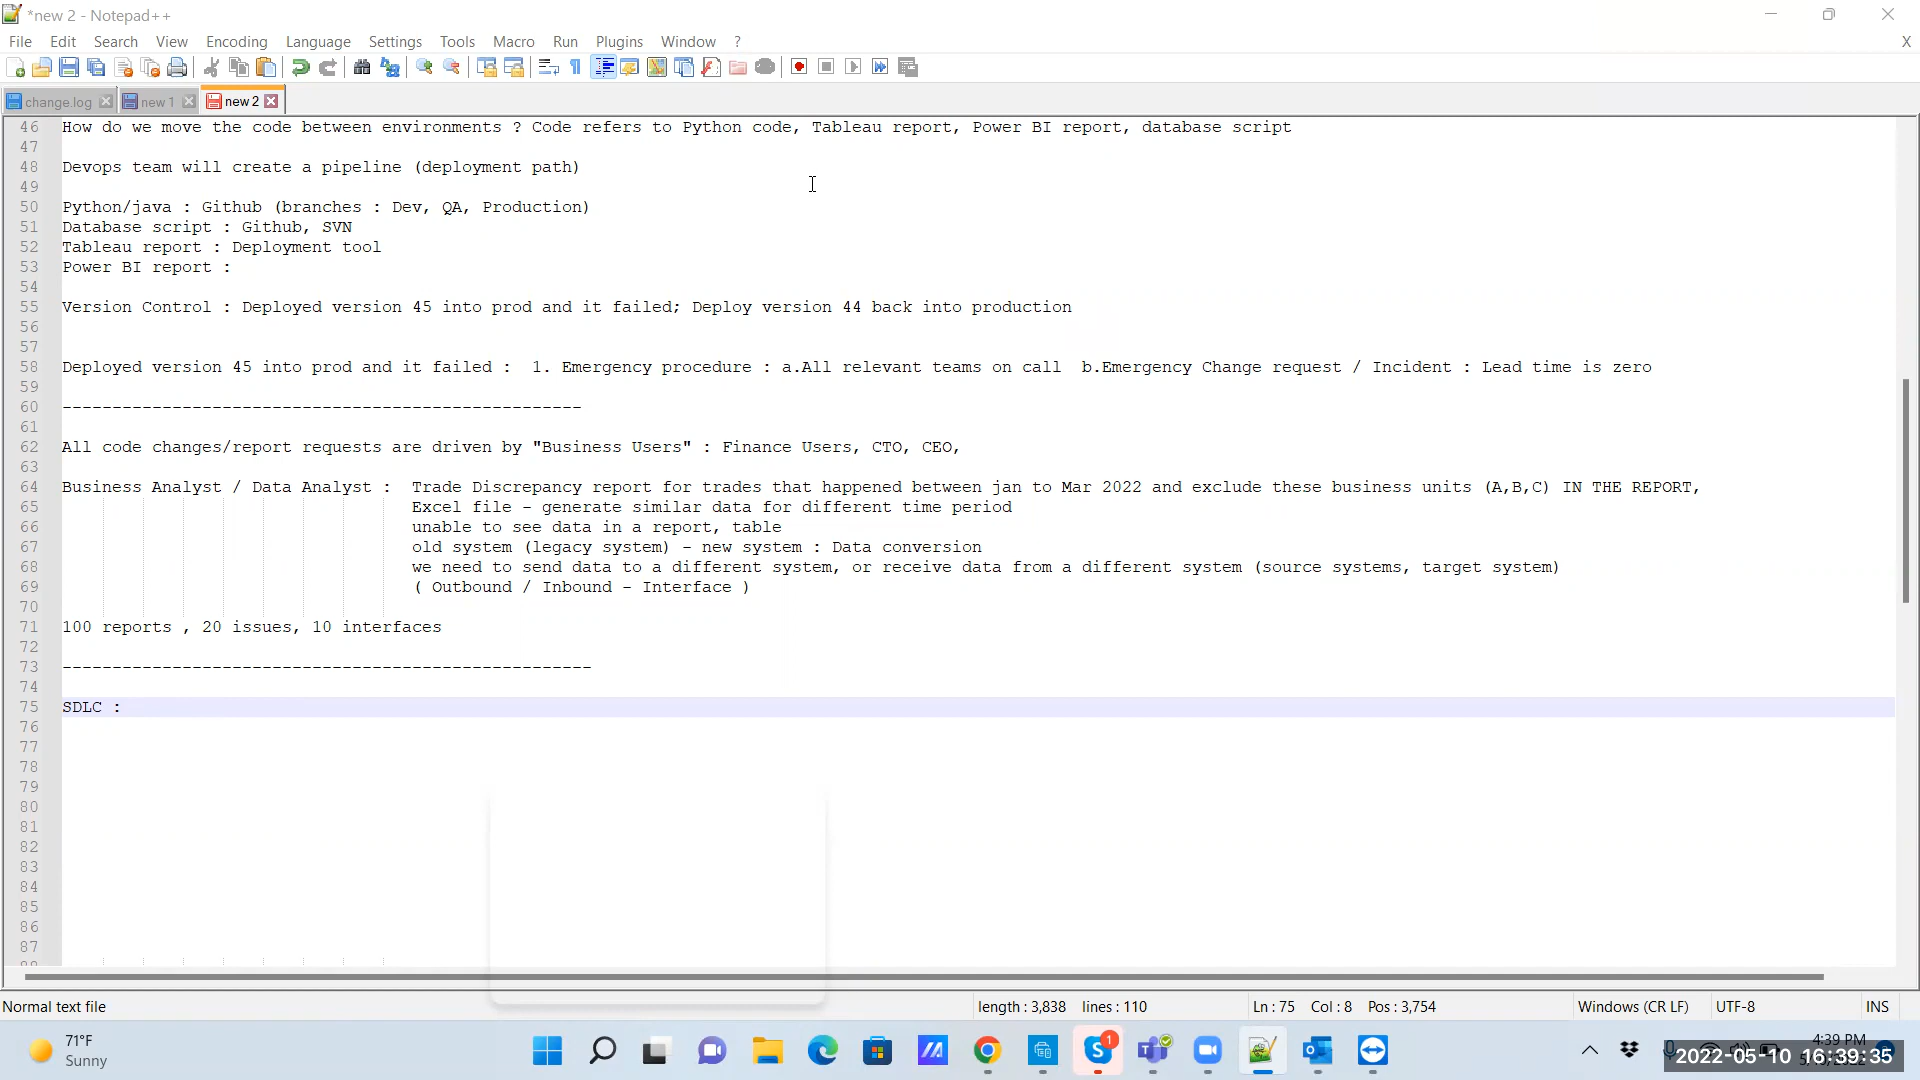 *new 2 - Notepad++
File Edit Search View Encoding Language Settings Tools Macro Run Plugins Window ? X
change.log new 1 new 2
46 How do we move the code between environments ? Code refers to Python code, Tableau report, Power BI report, database script
47
48 Devops team will create a pipeline (deployment path)
49
50 Python/java : Github (branches : Dev, QA, Production)
51 Database script : Github, SVN
52 Tableau report : Deployment tool
53 Power BI report :
54
55 Version Control : Deployed version 45 into prod and it failed; Deploy version 44 back into production
56
57
58 Deployed version 45 into prod and it failed :  1. Emergency procedure : a.All relevant teams on call  b.Emergency Change request / Incident : Lead time is zero
59
60 ----------------------------------------------------
61
62 All code changes/report requests are driven by "Business Users" : Finance Users, CTO, CEO,
63
64 Business Analyst / Data Analyst :  Trade Discrepancy report for trades that happened between jan to Mar 2022 and exclude these business units (A,B,C) IN THE REPORT,
65 Excel file - generate similar data for different time period
66 unable to see data in a report, table
67 old system (legacy system) - new system : Data conversion
68 we need to send data to a different system, or receive data from a different system (source systems, target system)
69 ( Outbound / Inbound - Interface )
70
71 100 reports , 20 issues, 10 interfaces
72
73 -----------------------------------------------------
74
75 SDLC :
76
77
78
79
80
81
82
83
84
85
86
87
Normal text file length : 3,838 lines : 110 Ln : 75 Col : 8 Pos : 3,754 Windows (CR LF) UTF-8 INS
71°F
Sunny
1
4:39 PM
2022-05-10 16:39:35